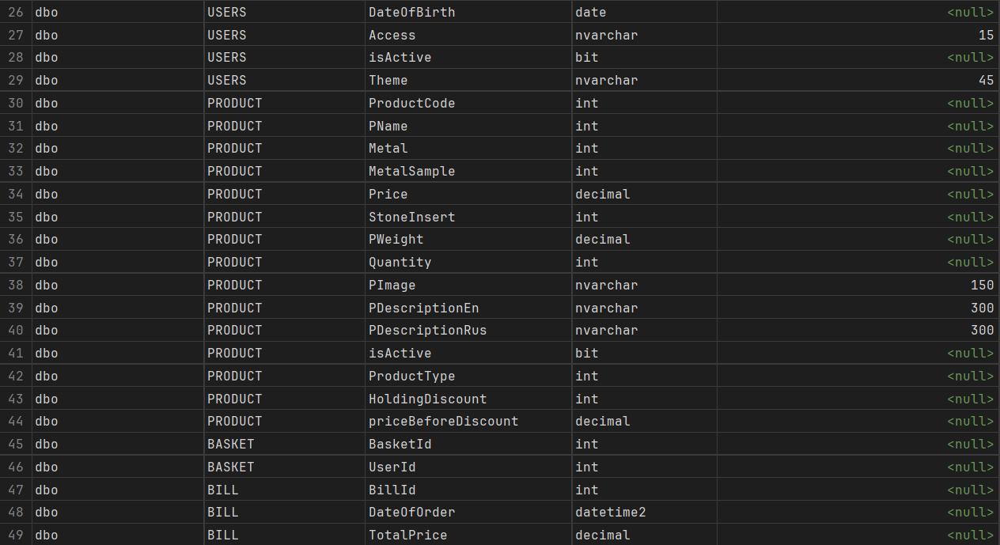 26 dbo USERS DateOfBirth date <null>
27 dbo USERS Access nvarchar 15
28 dbo USERS isActive bit <null>
29 dbo USERS Theme nvarchar 45
30 dbo PRODUCT ProductCode int <null>
31 dbo PRODUCT PName int <null>
32 dbo PRODUCT Metal int <null>
33 dbo PRODUCT MetalSample int <null>
34 dbo PRODUCT Price decimal <null>
35 dbo PRODUCT StoneInsert int <null>
36 dbo PRODUCT PWeight decimal <null>
37 dbo PRODUCT Quantity int <null>
38 dbo PRODUCT PImage nvarchar 150
39 dbo PRODUCT PDescriptionEn nvarchar 300
40 dbo PRODUCT PDescriptionRus nvarchar 300
41 dbo PRODUCT isActive bit <null>
42 dbo PRODUCT ProductType int <null>
43 dbo PRODUCT HoldingDiscount int <null>
44 dbo PRODUCT priceBeforeDiscount decimal <null>
45 dbo BASKET BasketId int <null>
46 dbo BASKET UserId int <null>
47 dbo BILL BillId int <null>
48 dbo BILL DateOfOrder datetime2 <null>
49 dbo BILL TotalPrice decimal <null>